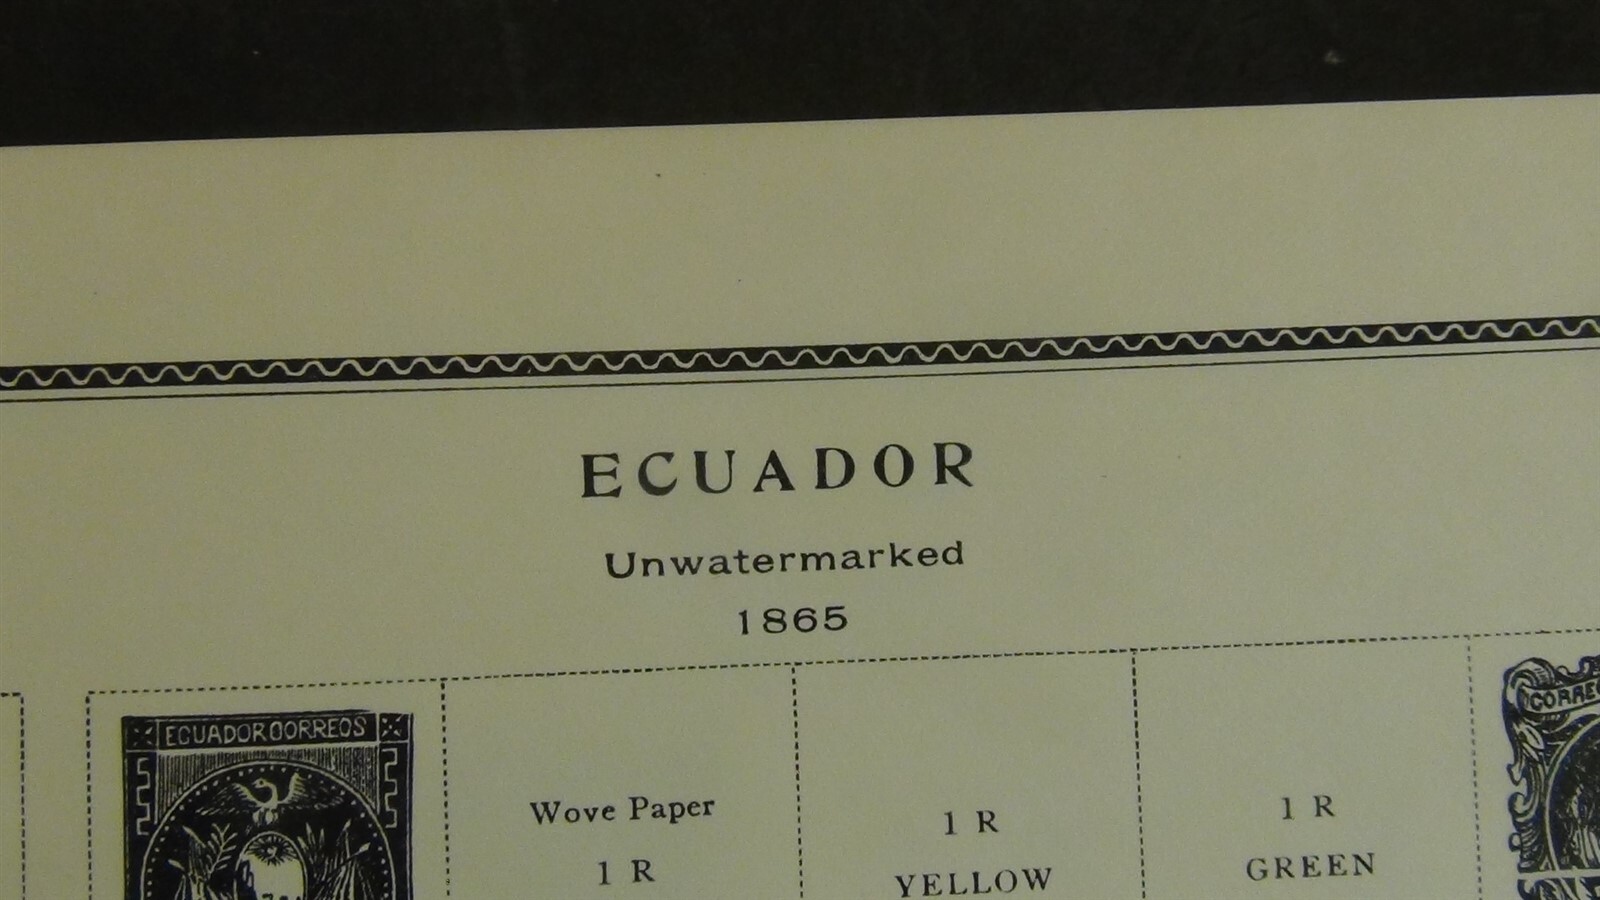 ECUADOR
Unwatermarked
1865
ECUADOR CORREOS
Wove Paper
1 R
1 R
YELLOW
1 R
GREEN